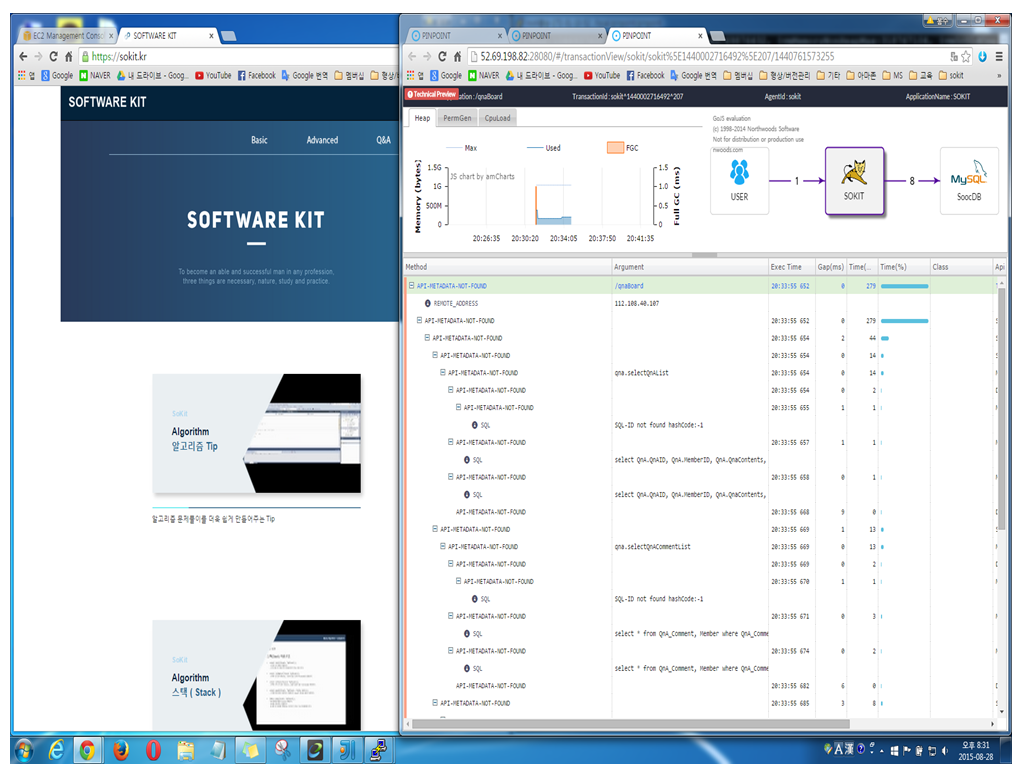 EC2 Management Conso
SOFTWARE KIT
https://sokit.kr
앱 Google NAVER 내 드라이브 - Goog... YouTube Facebook Google 번역 멤버십
SOFTWARE KIT
Basic Advanced Q&A
SOFTWARE KIT
To become an able and successful man in any profession,
three things are necessary, nature, study and practice.
SoKit
Algorithm
알고리즘 Tip
알고리즘 문제풀이를 더욱 쉽게 만들어주는 Tip
SoKit
Algorithm
스택 ( Stack )
PINPOINT PINPOINT PINPOINT
52.69.198.82:28080/#/transactionView/sokit/sokit%5E1440002716492%5E207/1440761573255
앱 Google NAVER 내 드라이브 - Goog... YouTube Facebook Google 번역 멤버십 형상/버전관리 기타 아마존 MS 교육 sokit
Technical Preview
TransactionId : sokit^1440002716492^207 AgentId : sokit ApplicationName : SOKIT
Heap PermGen CpuLoad
Max Used FGC
Memory (bytes)
1.5G
1G
500M
0
JS chart by amCharts
1.5
1.0
0.5
0
Full GC (ms)
20:26:35 20:30:20 20:34:05 20:37:50 20:41:35
GoJS evaluation
(c) 1998-2014 Northwoods Software
Not for distribution or production use
nwoods.com
USER 1 SOKIT 8 MySQL SoocDB
Method Argument Exec Time Gap(ms) Time(... Time(%) Class Api
API-METADATA-NOT-FOUND /qnaBoard 20:33:55 652 0 279
REMOTE_ADDRESS 112.108.40.107
API-METADATA-NOT-FOUND 20:33:55 652 0 279
API-METADATA-NOT-FOUND 20:33:55 654 2 44
API-METADATA-NOT-FOUND 20:33:55 654 0 14
API-METADATA-NOT-FOUND qna.selectQnAList 20:33:55 654 0 14
API-METADATA-NOT-FOUND 20:33:55 654 0 2
API-METADATA-NOT-FOUND 20:33:55 655 1 1
SQL SQL-ID not found hashCode:-1
API-METADATA-NOT-FOUND 20:33:55 657 1 1
SQL select QnA.QnAID, QnA.MemberID, QnA.QnaContents,
API-METADATA-NOT-FOUND 20:33:55 658 0 1
SQL select QnA.QnAID, QnA.MemberID, QnA.QnaContents,
API-METADATA-NOT-FOUND 20:33:55 668 9 0
API-METADATA-NOT-FOUND 20:33:55 669 1 13
API-METADATA-NOT-FOUND qna.selectQnACommentList 20:33:55 669 0 13
API-METADATA-NOT-FOUND 20:33:55 669 0 2
API-METADATA-NOT-FOUND 20:33:55 670 1 1
SQL SQL-ID not found hashCode:-1
API-METADATA-NOT-FOUND 20:33:55 671 0 3
SQL select * from QnA_Comment, Member where QnA_Comme
API-METADATA-NOT-FOUND 20:33:55 674 0 2
SQL select * from QnA_Comment, Member where QnA_Comme
API-METADATA-NOT-FOUND 20:33:55 682 6 0
API-METADATA-NOT-FOUND 20:33:55 685 3 8
A 漢
오후 8:31
2015-08-28